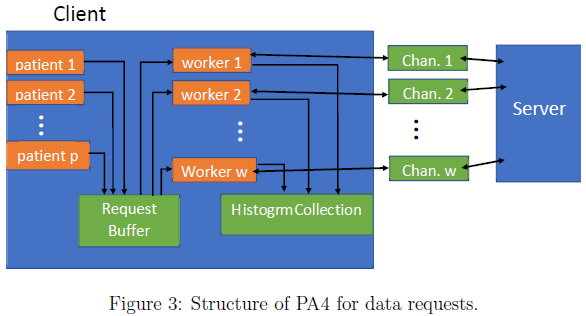 Client
patient 1
patient 2
patient p
worker 1
worker 2
Worker w
Request
Buffer
HistogrmCollection
Chan. 1
Chan. 2
Chan. w
Server
Figure 3: Structure of PA4 for data requests.